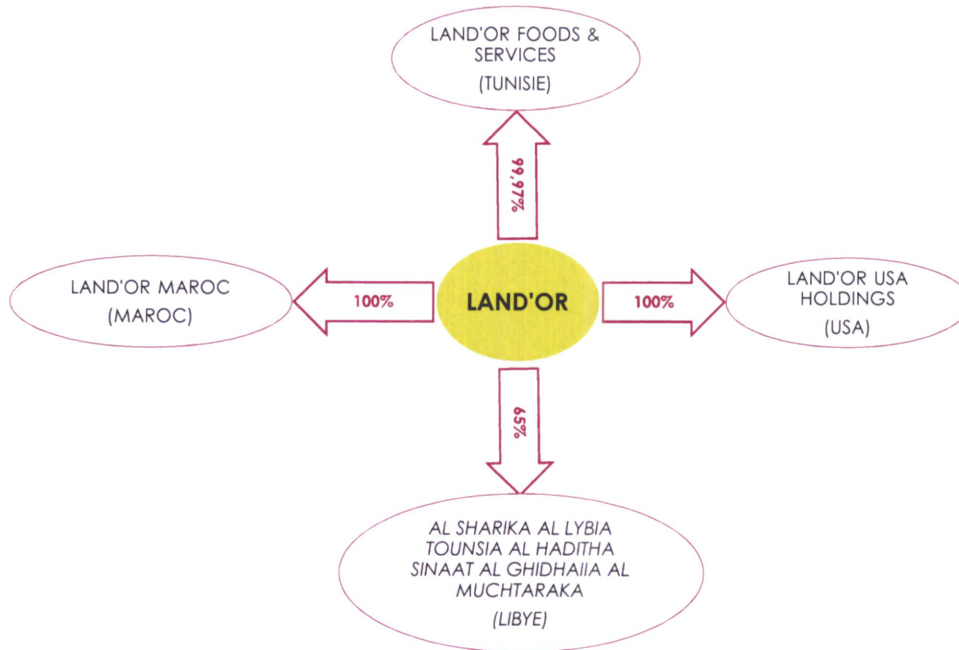 LAND'OR FOODS &
SERVICES
(TUNISIE)
99,97%
LAND'OR MAROC
(MAROC)
100%
LAND'OR
100%
LAND'OR USA
HOLDINGS
(USA)
65%
AL SHARIKA AL LYBIA
TOUNSIA AL HADITHA
SINAAT AL GHIDHAIIA AL
MUCHTARAKA
(LIBYE)